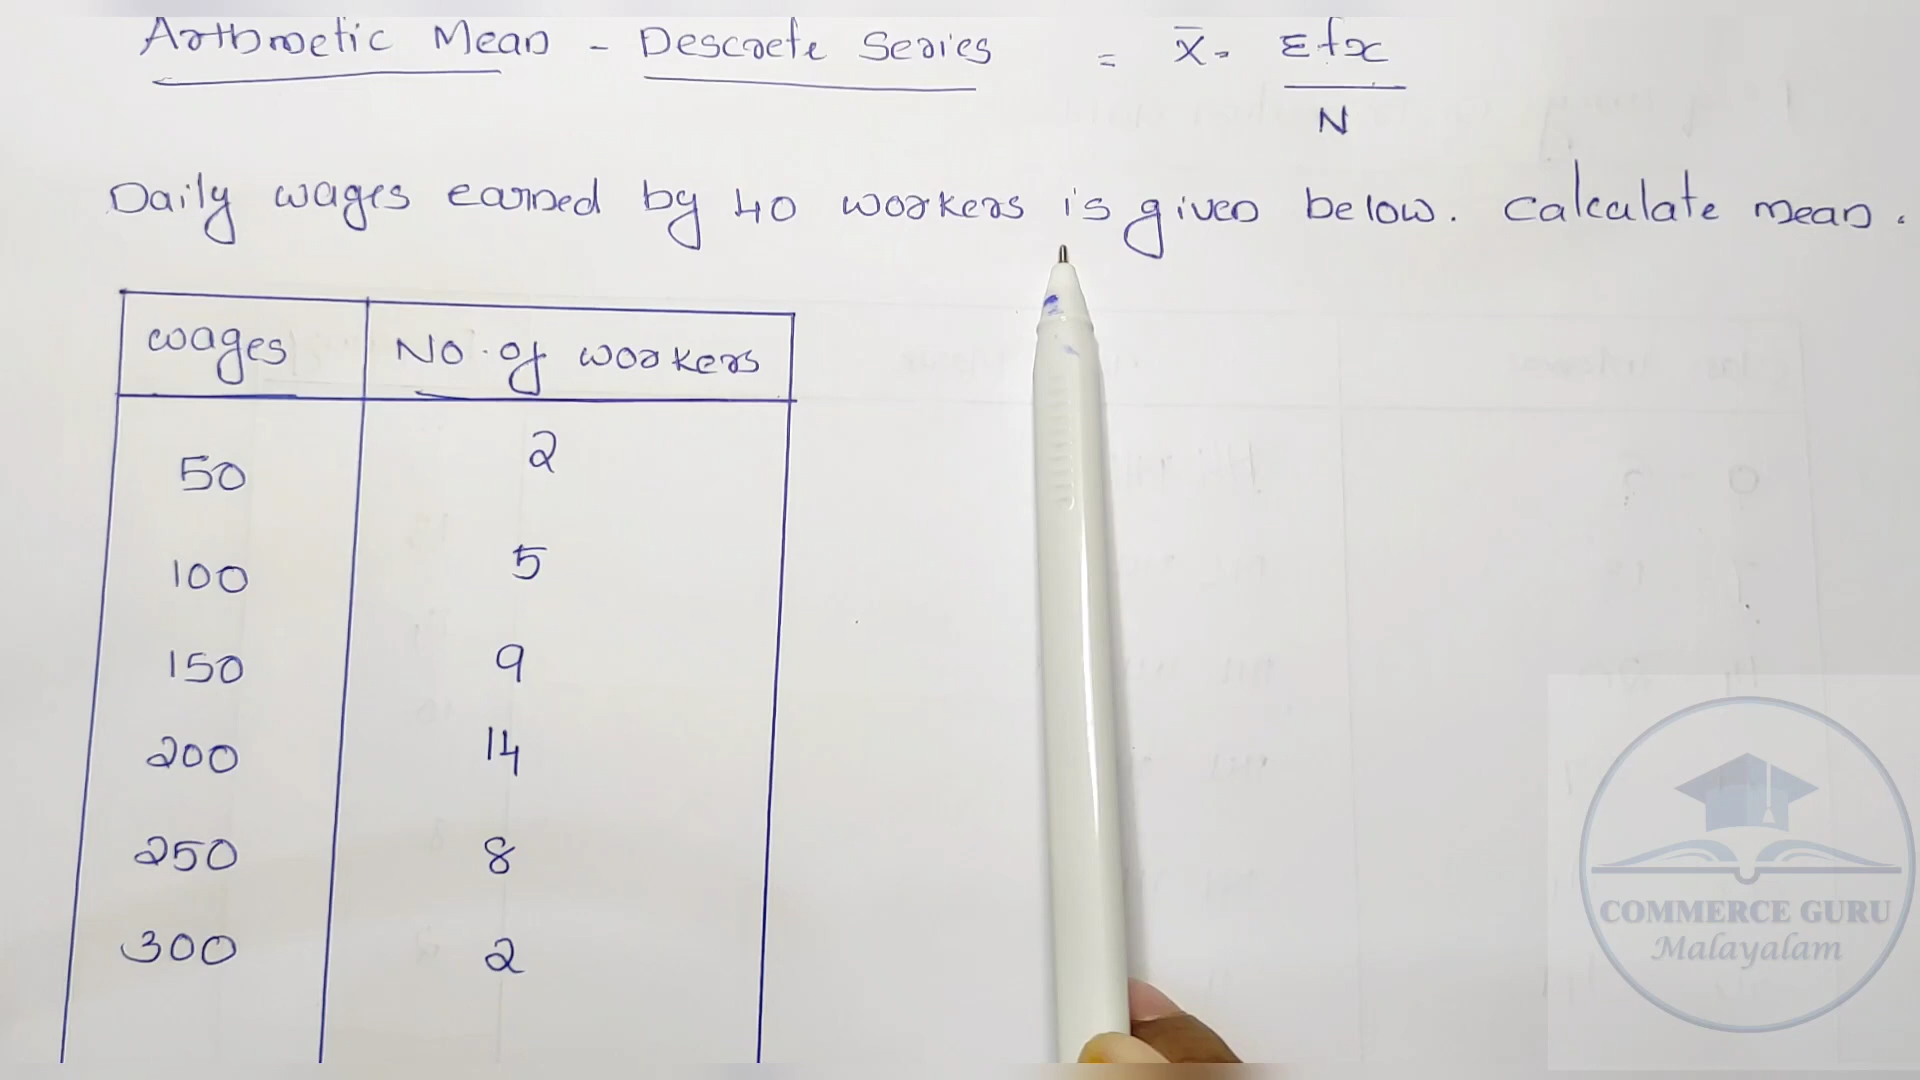 Arithmetic Mean - Descrete Series = x̄ = Σfx / N
Daily wages earned by 40 workers is given below. Calculate mean.
wages No. of workers
50 2
100 5
150 9
200 14
250 8
300 2
COMMERCE GURU
Malayalam